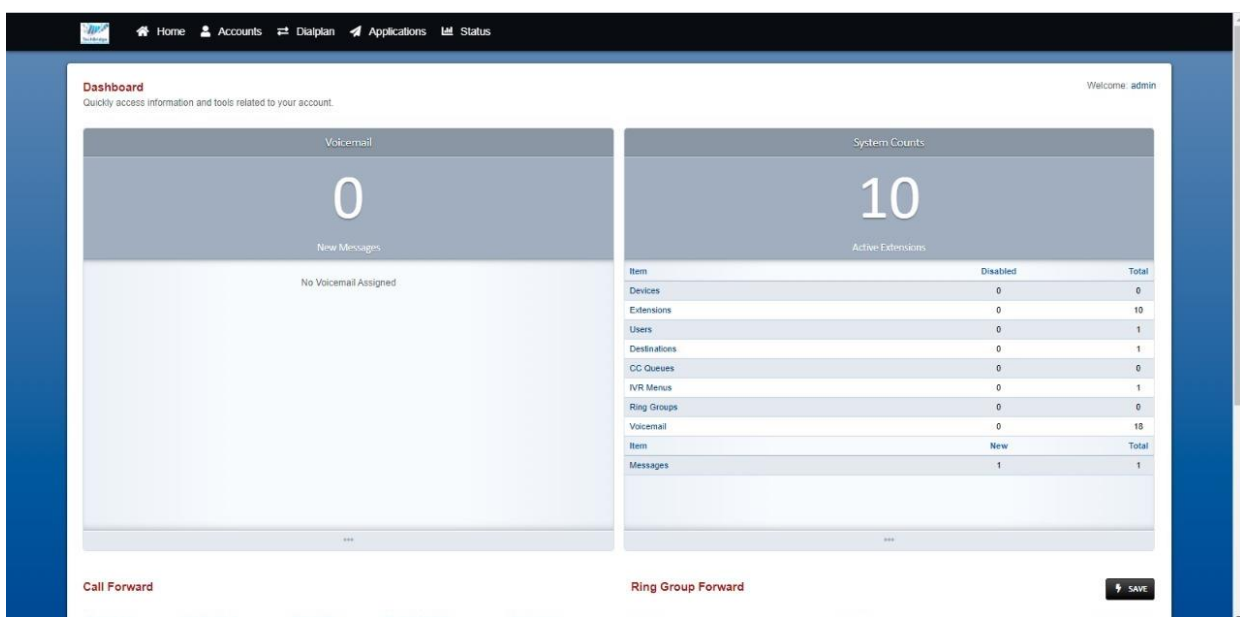 Home Accounts Dialplan Applications Status
Dashboard
Welcome: admin
Quickly access information and tools related to your account.
Voicemail
0
New Messages
No Voicemail Assigned
System Counts
10
Active Extensions
Item Disabled Total
Devices 0 0
Extensions 0 10
Users 0 1
Destinations 0 1
CC Queues 0 0
IVR Menus 0 1
Ring Groups 0 0
Voicemail 0 18
Item New Total
Messages 1 1
Call Forward
Ring Group Forward
SAVE